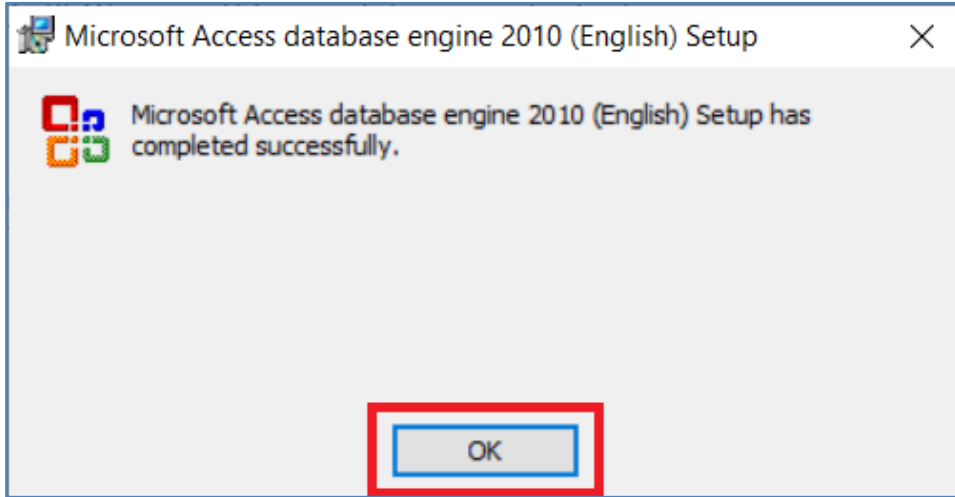 Microsoft Access database engine 2010 (English) Setup
Microsoft Access database engine 2010 (English) Setup has
completed successfully.
OK